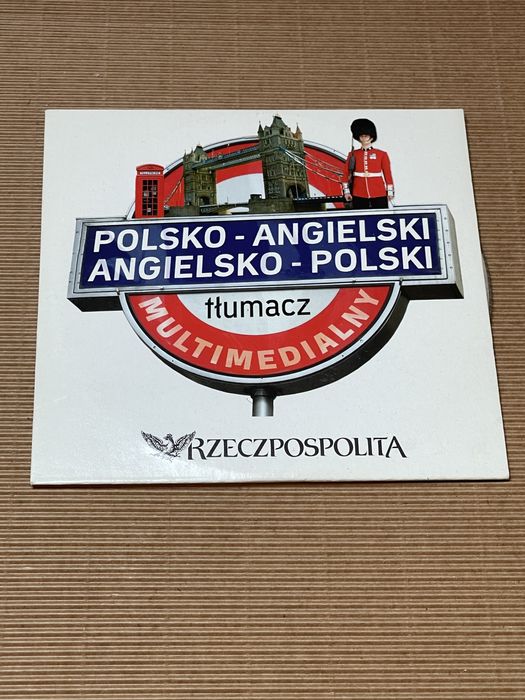 POLSKO - ANGIELSKI
ANGIELSKO - POLSKI
tłumacz
MULTIMEDIALNY
RZECZPOSPOLITA